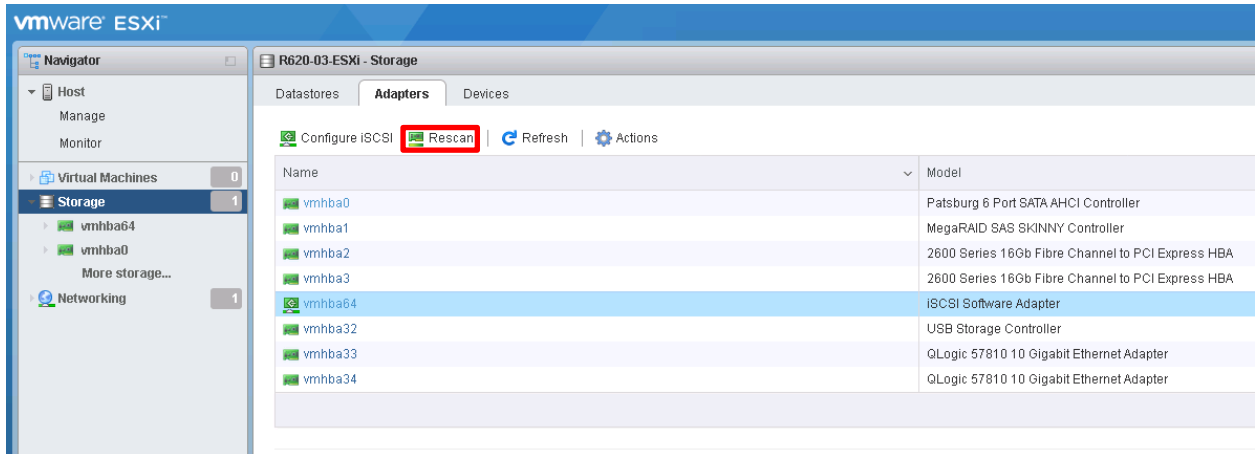 vmware ESXi™
Navigator
Host
Manage
Monitor
Virtual Machines 0
Storage 1
vmhba64
vmhba0
More storage...
Networking 1
R620-03-ESXi - Storage
Datastores Adapters Devices
Configure iSCSI Rescan Refresh Actions
Name Model
vmhba0 Patsburg 6 Port SATA AHCI Controller
vmhba1 MegaRAID SAS SKINNY Controller
vmhba2 2600 Series 16Gb Fibre Channel to PCI Express HBA
vmhba3 2600 Series 16Gb Fibre Channel to PCI Express HBA
vmhba64 iSCSI Software Adapter
vmhba32 USB Storage Controller
vmhba33 QLogic 57810 10 Gigabit Ethernet Adapter
vmhba34 QLogic 57810 10 Gigabit Ethernet Adapter